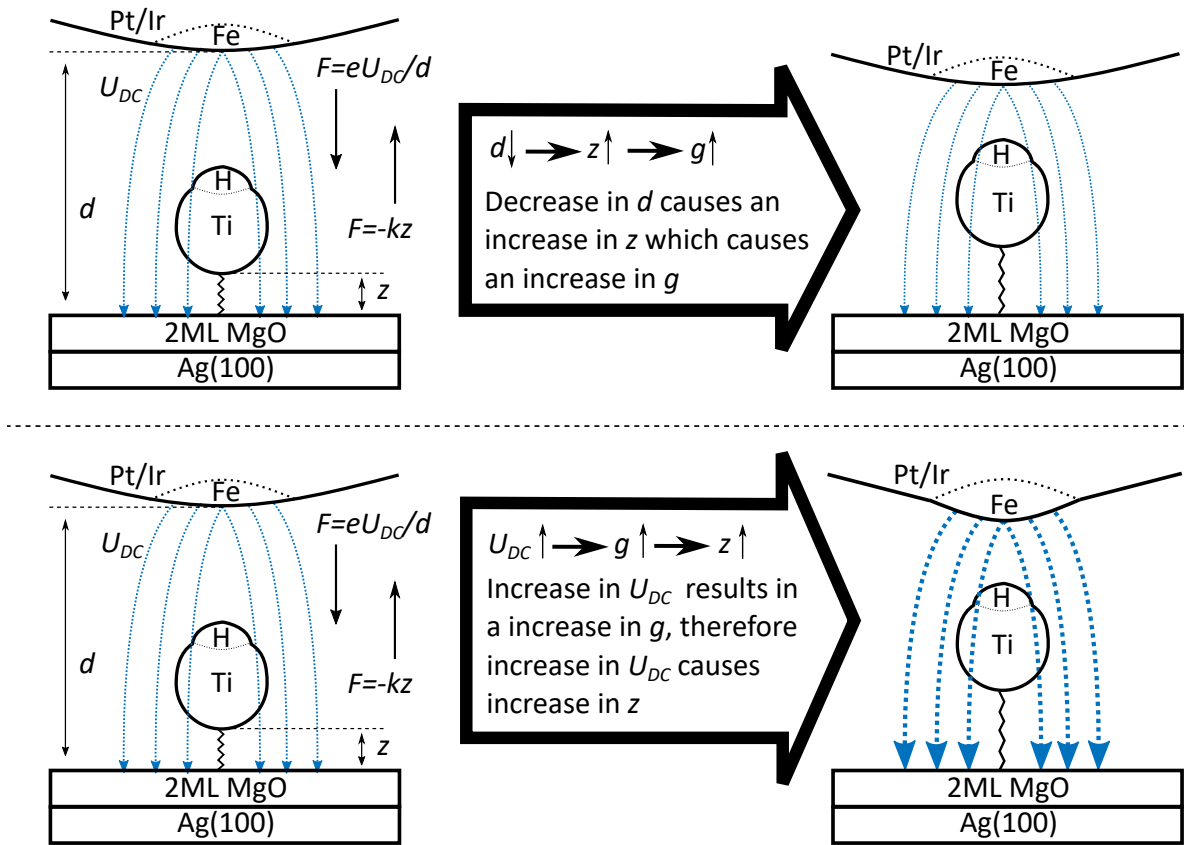 Pt/Ir
Fe
U_DC
F=eU_DC/d
d
H
Ti
F=-kz
z
2ML MgO
Ag(100)
d↓ → z↑ → g↑
Decrease in d causes an
increase in z which causes
an increase in g
Pt/Ir
Fe
H
Ti
2ML MgO
Ag(100)
Pt/Ir
Fe
U_DC
F=eU_DC/d
d
H
Ti
F=-kz
z
2ML MgO
Ag(100)
U_DC↑ → g↑ → z↑
Increase in U_DC results in
a increase in g, therefore
increase in U_DC causes
increase in z
Pt/Ir
Fe
H
Ti
2ML MgO
Ag(100)